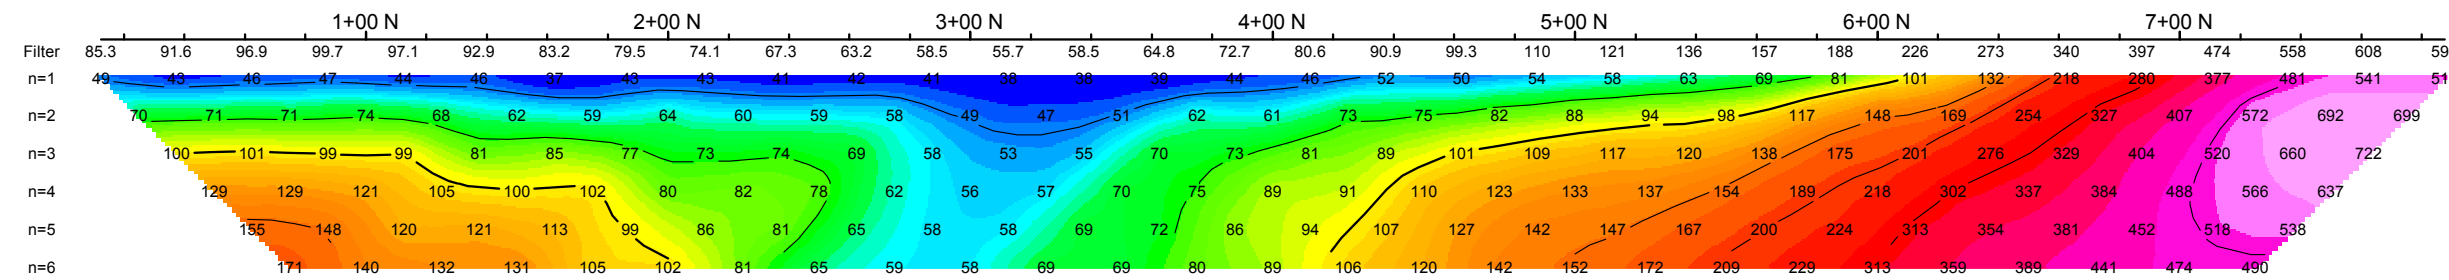 1+00 N 2+00 N 3+00 N 4+00 N 5+00 N 6+00 N 7+00 N
Filter 85.3 91.6 96.9 99.7 97.1 92.9 83.2 79.5 74.1 67.3 63.2 58.5 55.7 58.5 64.8 72.7 80.6 90.9 99.3 110 121 136 157 188 226 273 340 397 474 558 608 59
n=1 49 43 46 47 44 46 37 43 43 41 42 41 38 38 39 44 46 52 50 54 58 63 69 81 101 132 218 280 377 481 541 51
n=2 70 71 71 74 68 62 59 64 60 59 58 49 47 51 62 61 73 75 82 88 94 98 117 148 169 254 327 407 572 692 699
n=3 100 101 99 99 81 85 77 73 74 69 58 53 55 70 73 81 89 101 109 117 120 138 175 201 276 329 404 520 660 722
n=4 129 129 121 105 100 102 80 82 78 62 56 57 70 75 89 91 110 123 133 137 154 189 218 302 337 384 488 566 637
n=5 155 148 120 121 113 99 86 81 65 58 58 69 72 86 94 107 127 142 147 167 200 224 313 354 381 452 518 538
n=6 171 140 132 131 105 102 81 65 59 58 69 69 80 89 106 120 142 152 172 209 229 313 359 389 441 474 490